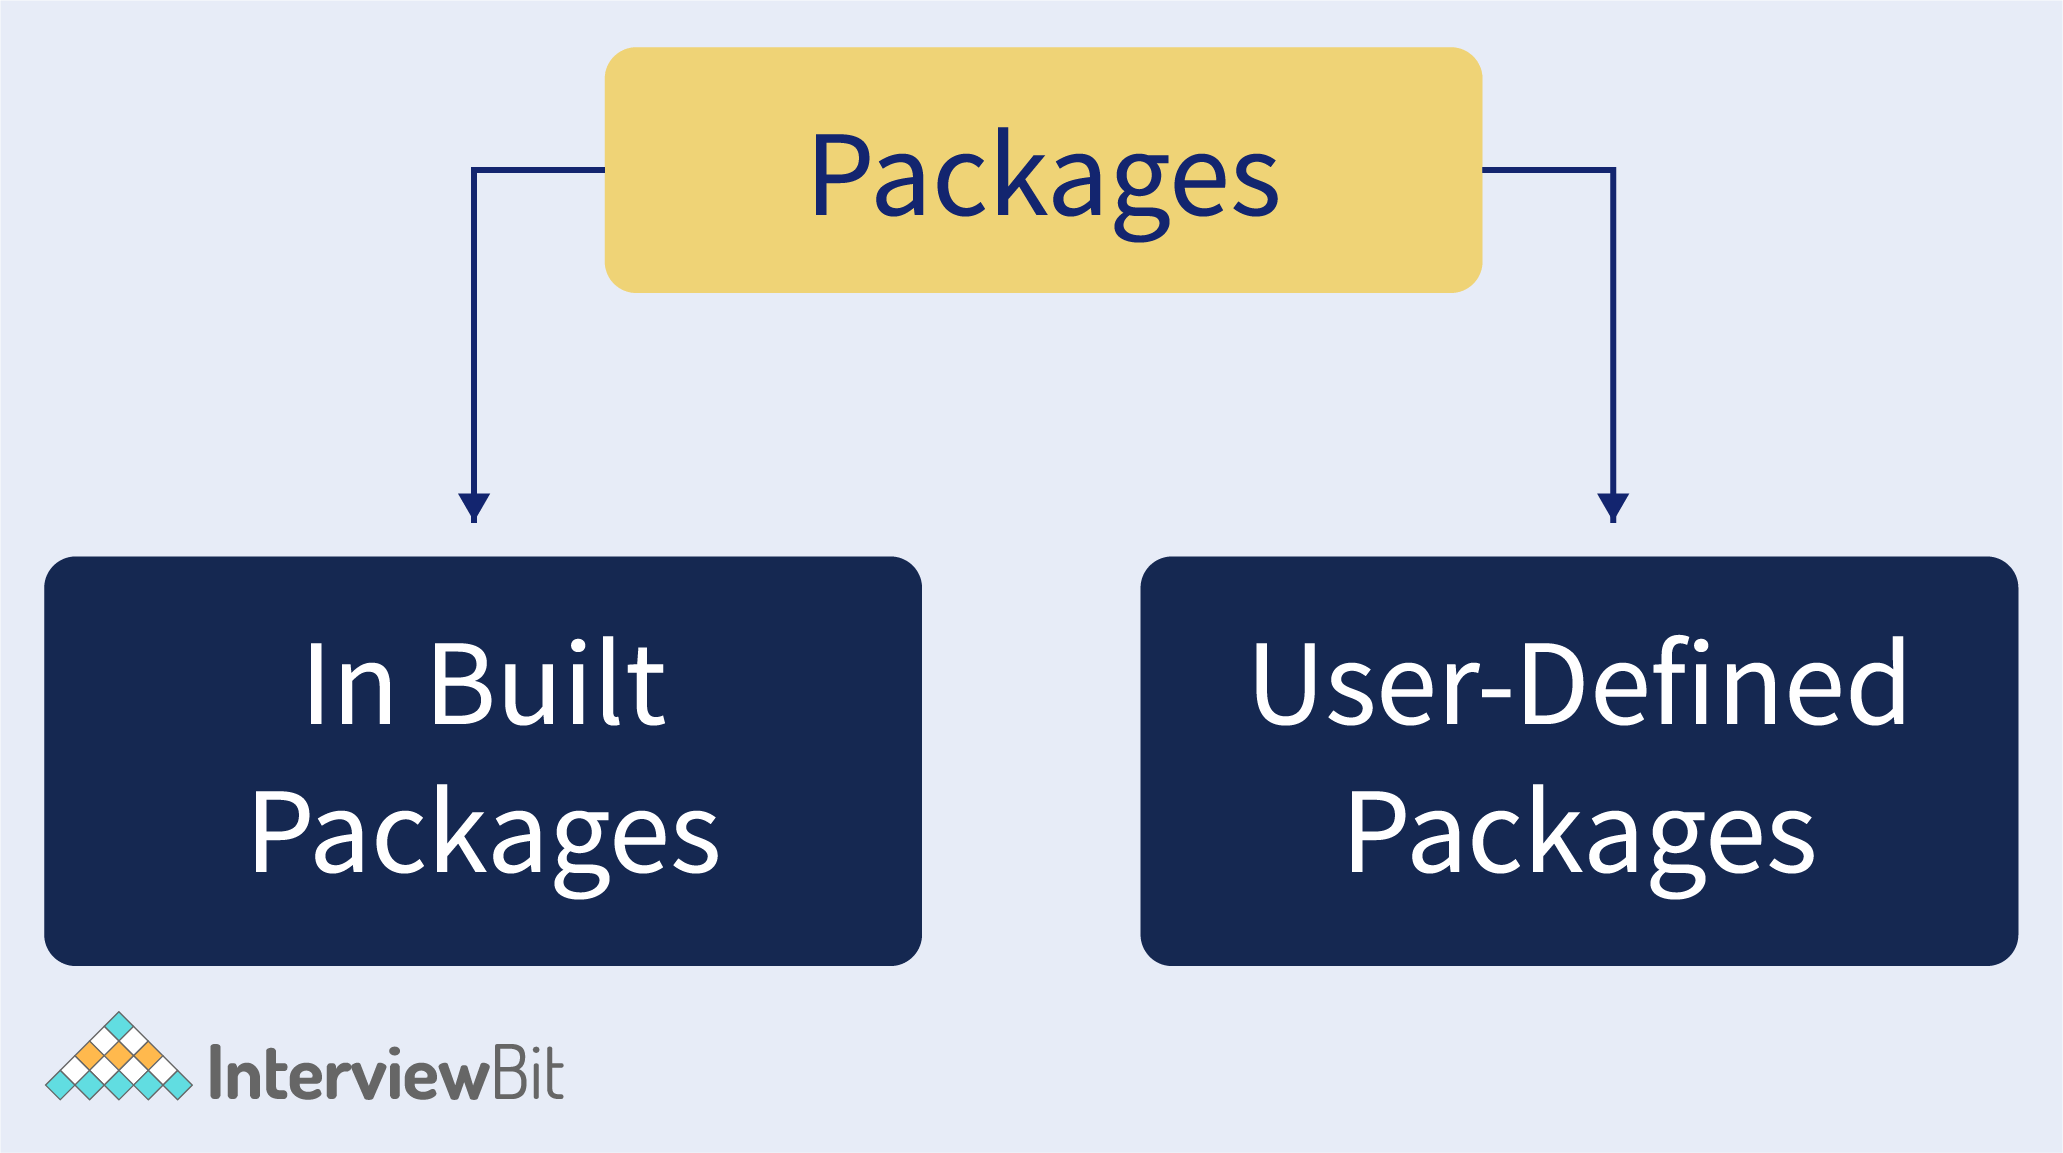 Packages
In Built
Packages
User-Defined
Packages
InterviewBit